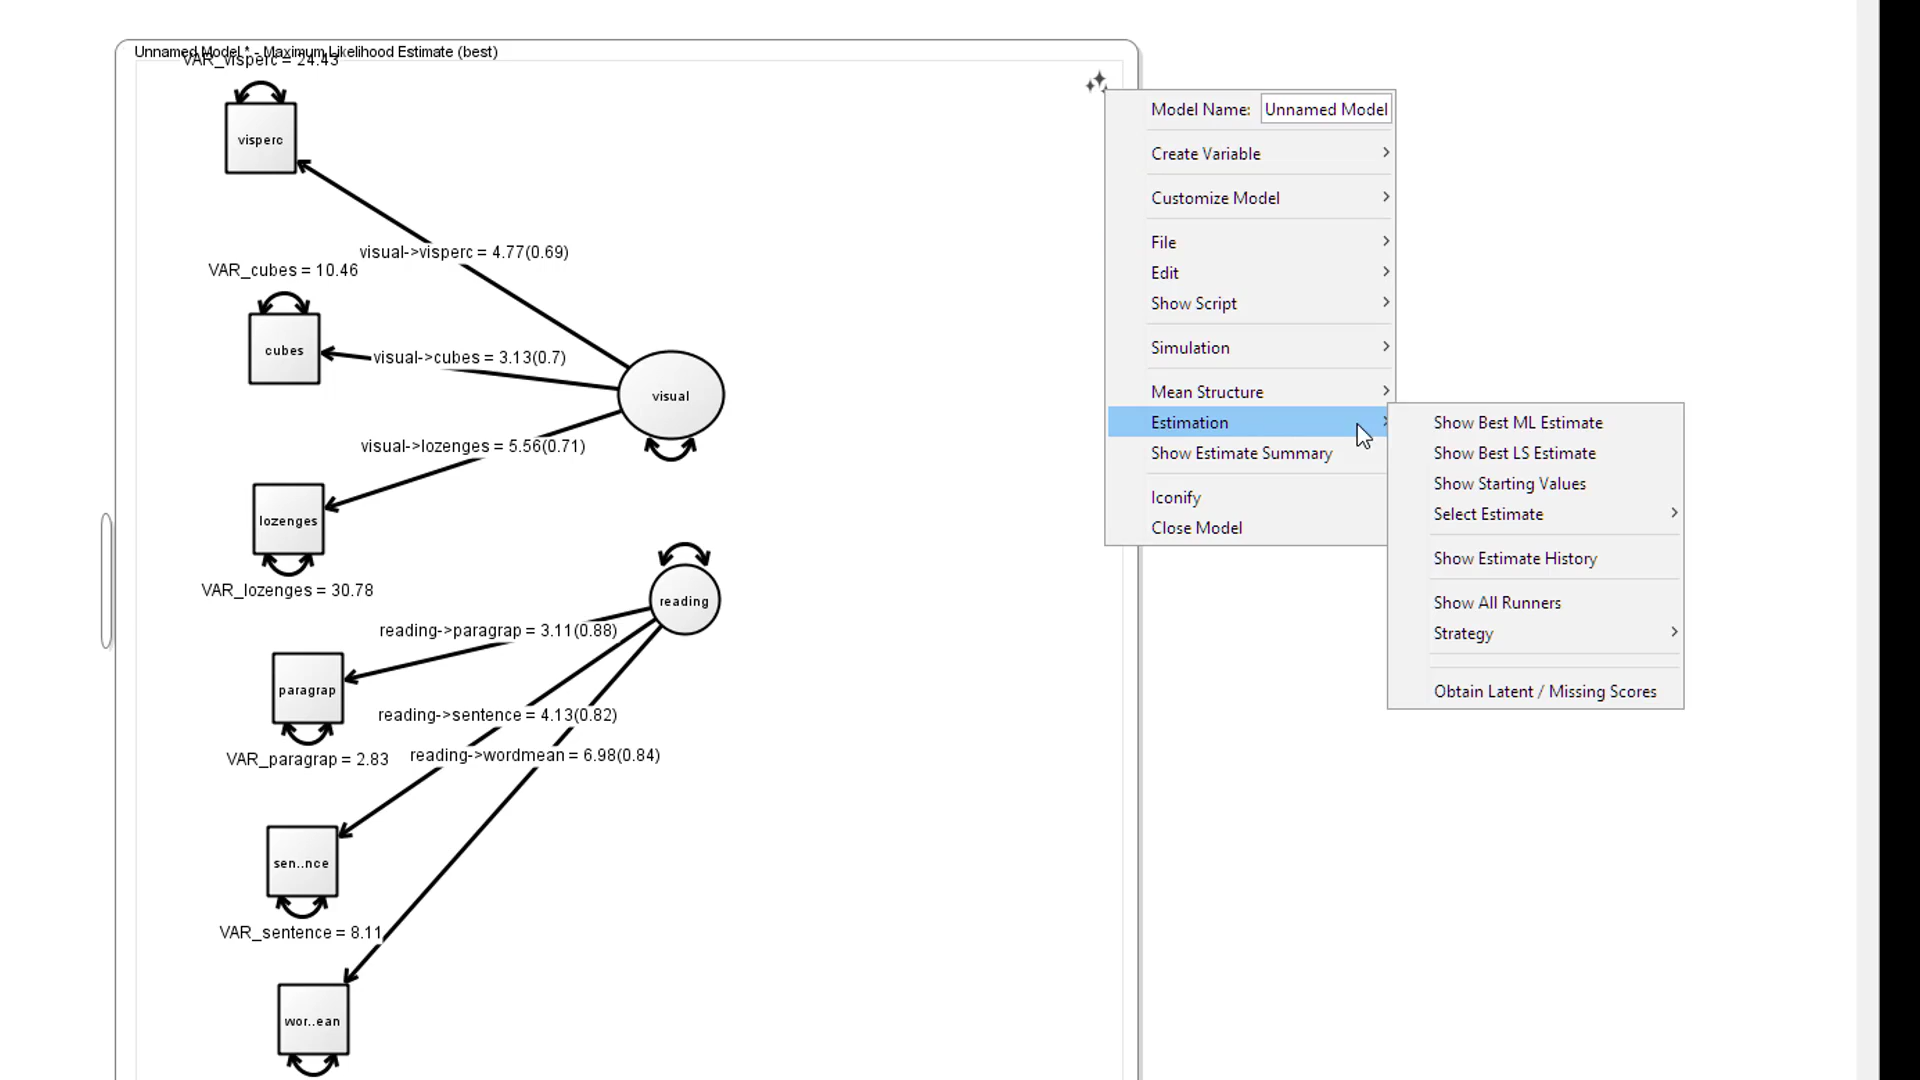 Unnamed Model * - Maximum Likelihood Estimate (best)
VAR_visperc = 24.43
visperc
visual->visperc = 4.77(0.69)
VAR_cubes = 10.46
cubes
visual->cubes = 3.13(0.7)
visual
visual->lozenges = 5.56(0.71)
lozenges
VAR_lozenges = 30.78
reading
reading->paragrap = 3.11(0.88)
paragrap
reading->sentence = 4.13(0.82)
VAR_paragrap = 2.83
reading->wordmean = 6.98(0.84)
sen..nce
VAR_sentence = 8.11
wor..ean
Model Name: Unnamed Model
Create Variable
Customize Model
File
Edit
Show Script
Simulation
Mean Structure
Estimation
Show Estimate Summary
Iconify
Close Model
Show Best ML Estimate
Show Best LS Estimate
Show Starting Values
Select Estimate
Show Estimate History
Show All Runners
Strategy
Obtain Latent / Missing Scores